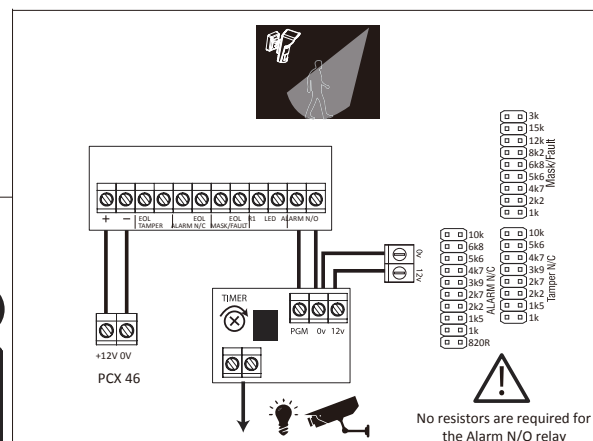 + − EOL TAMPER ALARM N/C EOL MASK/FAULT EOL R1 LED ALARM N/O
+12V 0V
PCX 46
TIMER
PGM 0v 12v
0v
12v
3k
15k
12k
8k2
6k8
5k6
4k7
2k2
1k
Mask/Fault
10k
6k8
5k6
4k7
3k9
2k7
2k2
1k5
1k
820R
ALARM N/C
10k
5k6
4k7
3k9
2k7
2k2
1k5
1k
Tamper N/C
No resistors are required for
the Alarm N/O relay